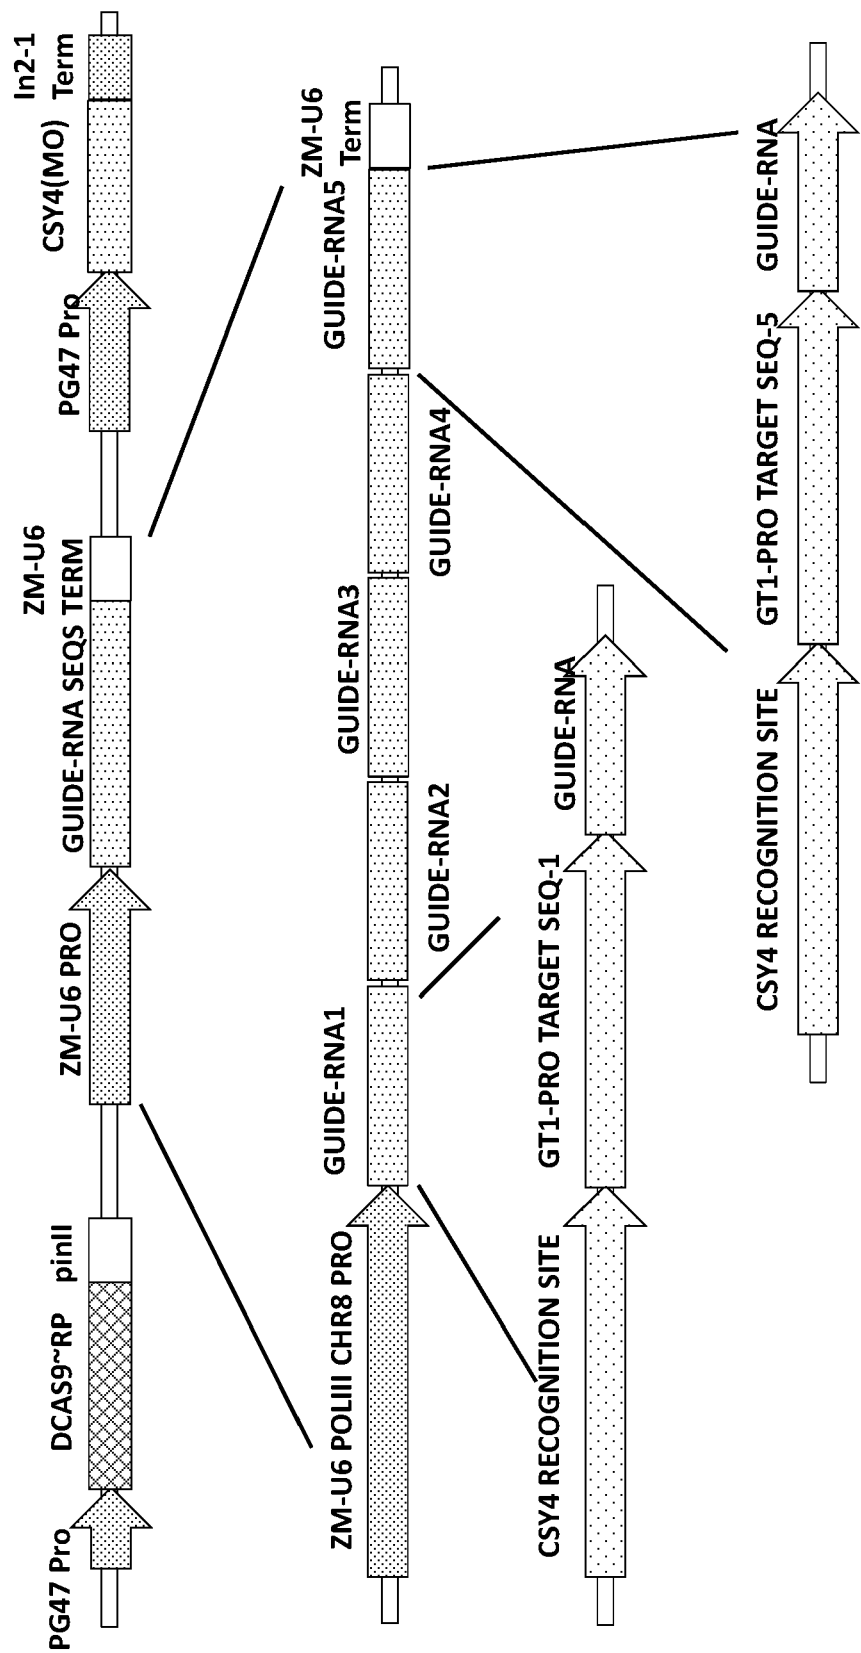 PG47 Pro
DCAS9~RP
pinII
ZM-U6 PRO
GUIDE-RNA SEQS
ZM-U6
TERM
PG47 Pro
CSY4(MO)
In2-1
Term
ZM-U6 POLIII CHR8 PRO
GUIDE-RNA1
GUIDE-RNA2
GUIDE-RNA3
GUIDE-RNA4
GUIDE-RNA5
ZM-U6
Term
CSY4 RECOGNITION SITE
GT1-PRO TARGET SEQ-1
GUIDE-RNA
CSY4 RECOGNITION SITE
GT1-PRO TARGET SEQ-5
GUIDE-RNA